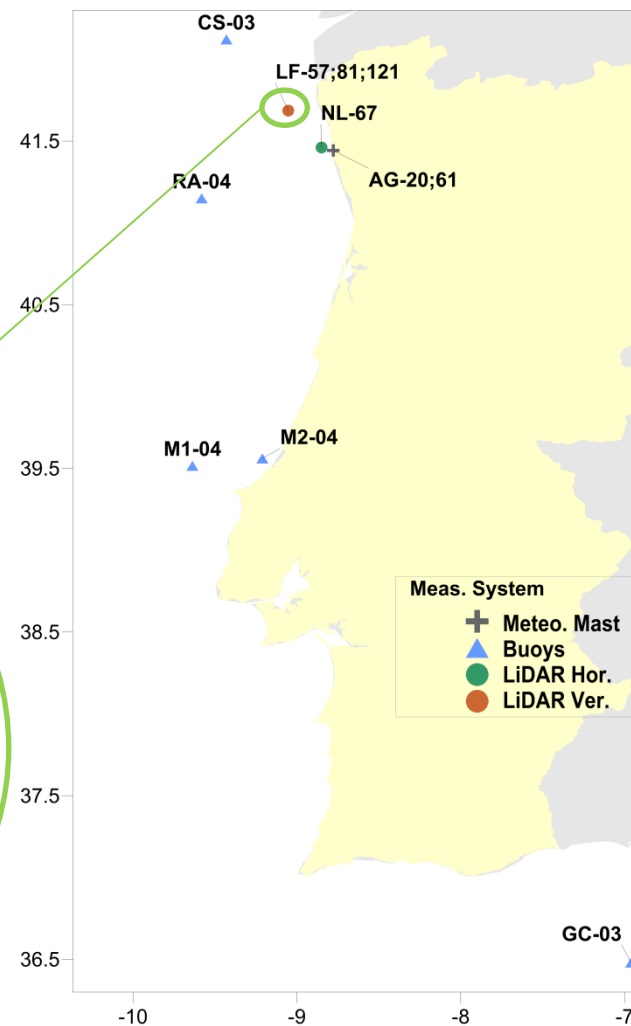 CS-03
LF-57;81;121
NL-67
41.5
AG-20;61
RA-04
40.5
M2-04
M1-04
39.5
Meas. System
Meteo. Mast
Buoys
LiDAR Hor.
LiDAR Ver.
38.5
37.5
GC-03
36.5
-10
-9
-8
-7